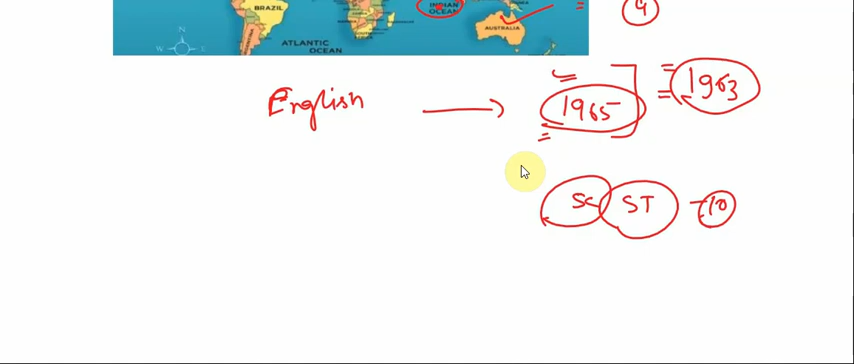 BRAZIL
INDIAN
OCEAN
4
AUSTRALIA
N
W
ATLANTIC
OCEAN
English → 1965 = 1963
SC ST - 10